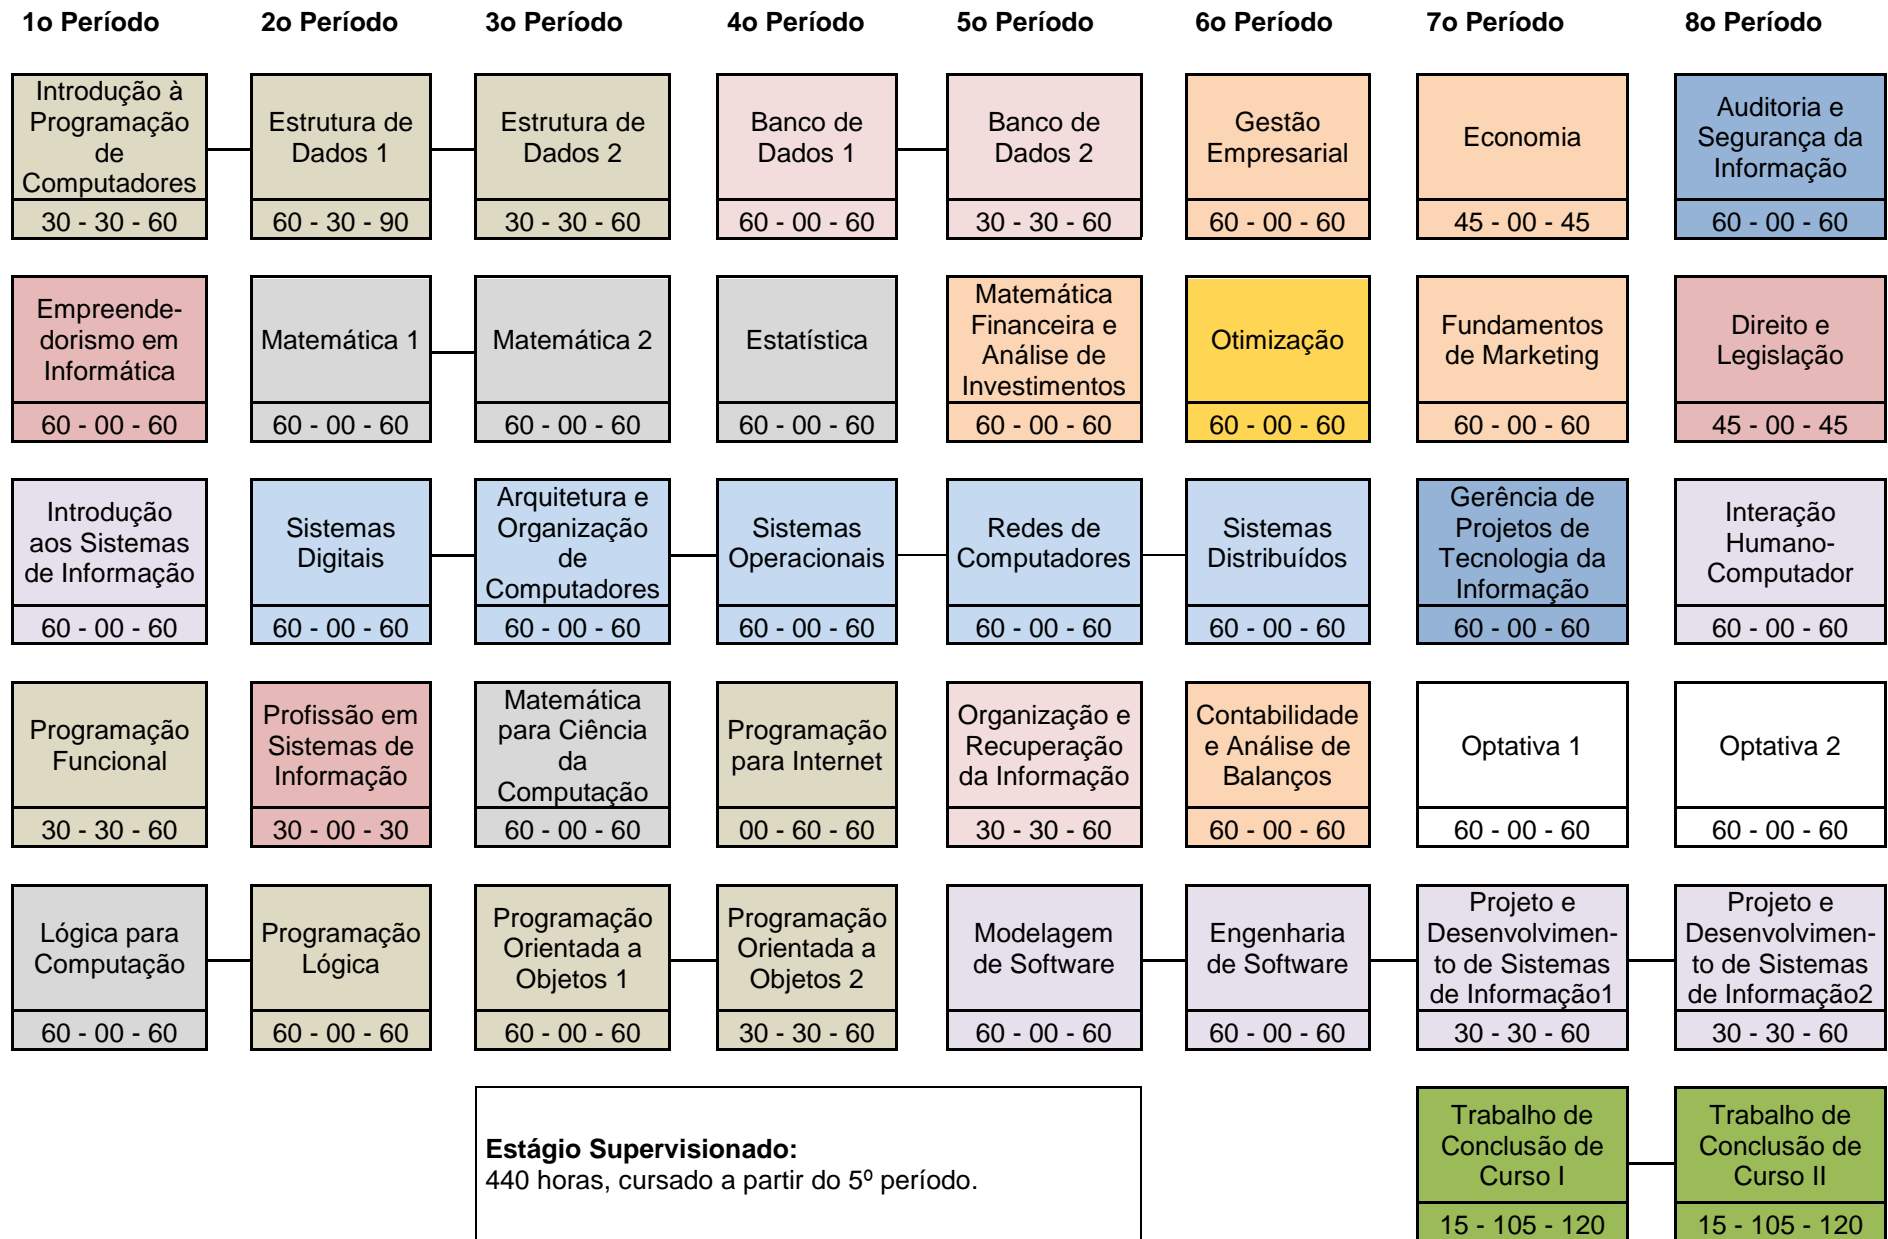 1o Período
2o Período
3o Período
4o Período
5o Período
6o Período
7o Período
8o Período
Introdução à
Programação
de
Computadores
30 - 30 - 60
Estrutura de
Dados 1
60 - 30 - 90
Estrutura de
Dados 2
30 - 30 - 60
Banco de
Dados 1
60 - 00 - 60
Banco de
Dados 2
30 - 30 - 60
Gestão
Empresarial
60 - 00 - 60
Economia
45 - 00 - 45
Auditoria e
Segurança da
Informação
60 - 00 - 60
Empreende-
dorismo em
Informática
60 - 00 - 60
Matemática 1
60 - 00 - 60
Matemática 2
60 - 00 - 60
Estatística
60 - 00 - 60
Matemática
Financeira e
Análise de
Investimentos
60 - 00 - 60
Otimização
60 - 00 - 60
Fundamentos
de Marketing
60 - 00 - 60
Direito e
Legislação
45 - 00 - 45
Introdução
aos Sistemas
de Informação
60 - 00 - 60
Sistemas
Digitais
60 - 00 - 60
Arquitetura e
Organização
de
Computadores
60 - 00 - 60
Sistemas
Operacionais
60 - 00 - 60
Redes de
Computadores
60 - 00 - 60
Sistemas
Distribuídos
60 - 00 - 60
Gerência de
Projetos de
Tecnologia da
Informação
60 - 00 - 60
Interação
Humano-
Computador
60 - 00 - 60
Programação
Funcional
30 - 30 - 60
Profissão em
Sistemas de
Informação
30 - 00 - 30
Matemática
para Ciência
da
Computação
60 - 00 - 60
Programação
para Internet
00 - 60 - 60
Organização e
Recuperação
da Informação
30 - 30 - 60
Contabilidade
e Análise de
Balanços
60 - 00 - 60
Optativa 1
60 - 00 - 60
Optativa 2
60 - 00 - 60
Lógica para
Computação
60 - 00 - 60
Programação
Lógica
60 - 00 - 60
Programação
Orientada a
Objetos 1
60 - 00 - 60
Programação
Orientada a
Objetos 2
30 - 30 - 60
Modelagem
de Software
60 - 00 - 60
Engenharia
de Software
60 - 00 - 60
Projeto e
Desenvolvimen-
to de Sistemas
de Informação1
30 - 30 - 60
Projeto e
Desenvolvimen-
to de Sistemas
de Informação2
30 - 30 - 60
Estágio Supervisionado:
440 horas, cursado a partir do 5º período.
Trabalho de
Conclusão de
Curso I
15 - 105 - 120
Trabalho de
Conclusão de
Curso II
15 - 105 - 120